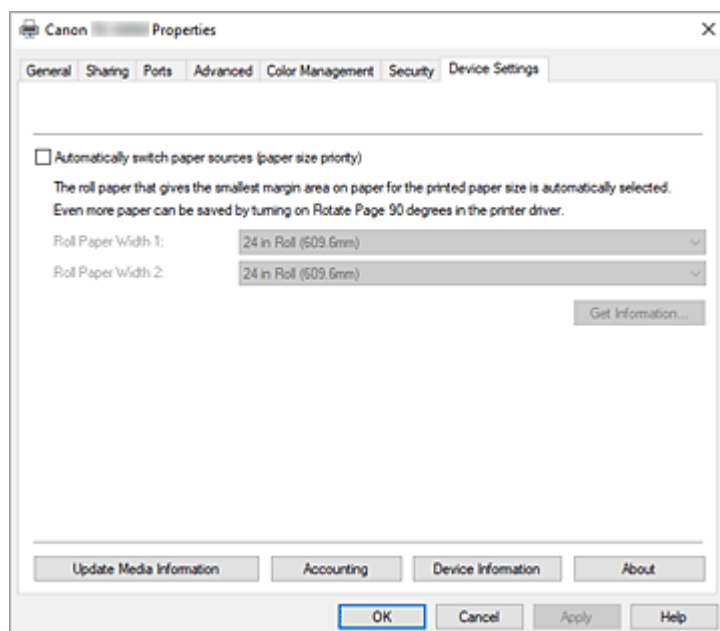 Canon Properties
General Sharing Ports Advanced Color Management Security Device Settings
Automatically switch paper sources (paper size priority)
The roll paper that gives the smallest margin area on paper for the printed paper size is automatically selected.
Even more paper can be saved by turning on Rotate Page 90 degrees in the printer driver.
Roll Paper Width 1: 24 in Roll (609.6mm)
Roll Paper Width 2: 24 in Roll (609.6mm)
Get Information...
Update Media Information Accounting Device Information About
OK Cancel Apply Help